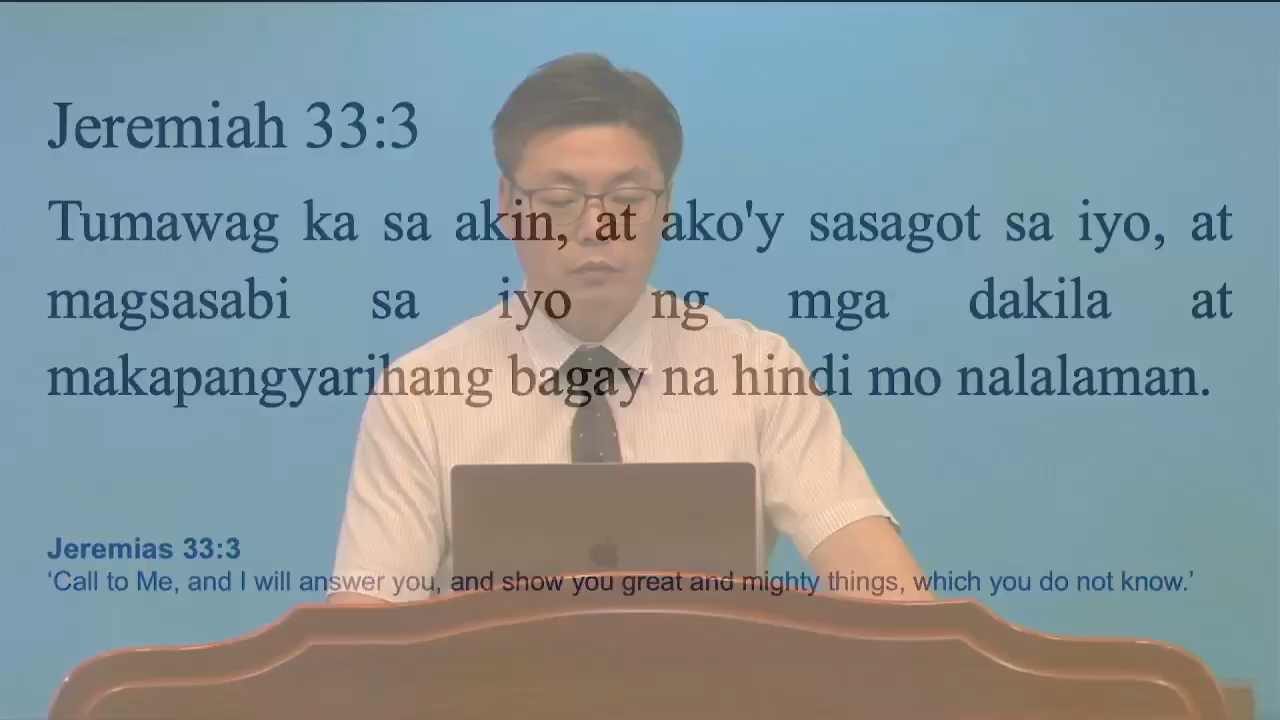 Jeremiah 33:3
Tumawag ka sa akin, at ako'y sasagot sa iyo, at
magsasabi sa iyo ng mga dakila at
makapangyarihang bagay na hindi mo nalalaman.
Jeremias 33:3
‘Call to Me, and I will answer you, and show you great and mighty things, which you do not know.’